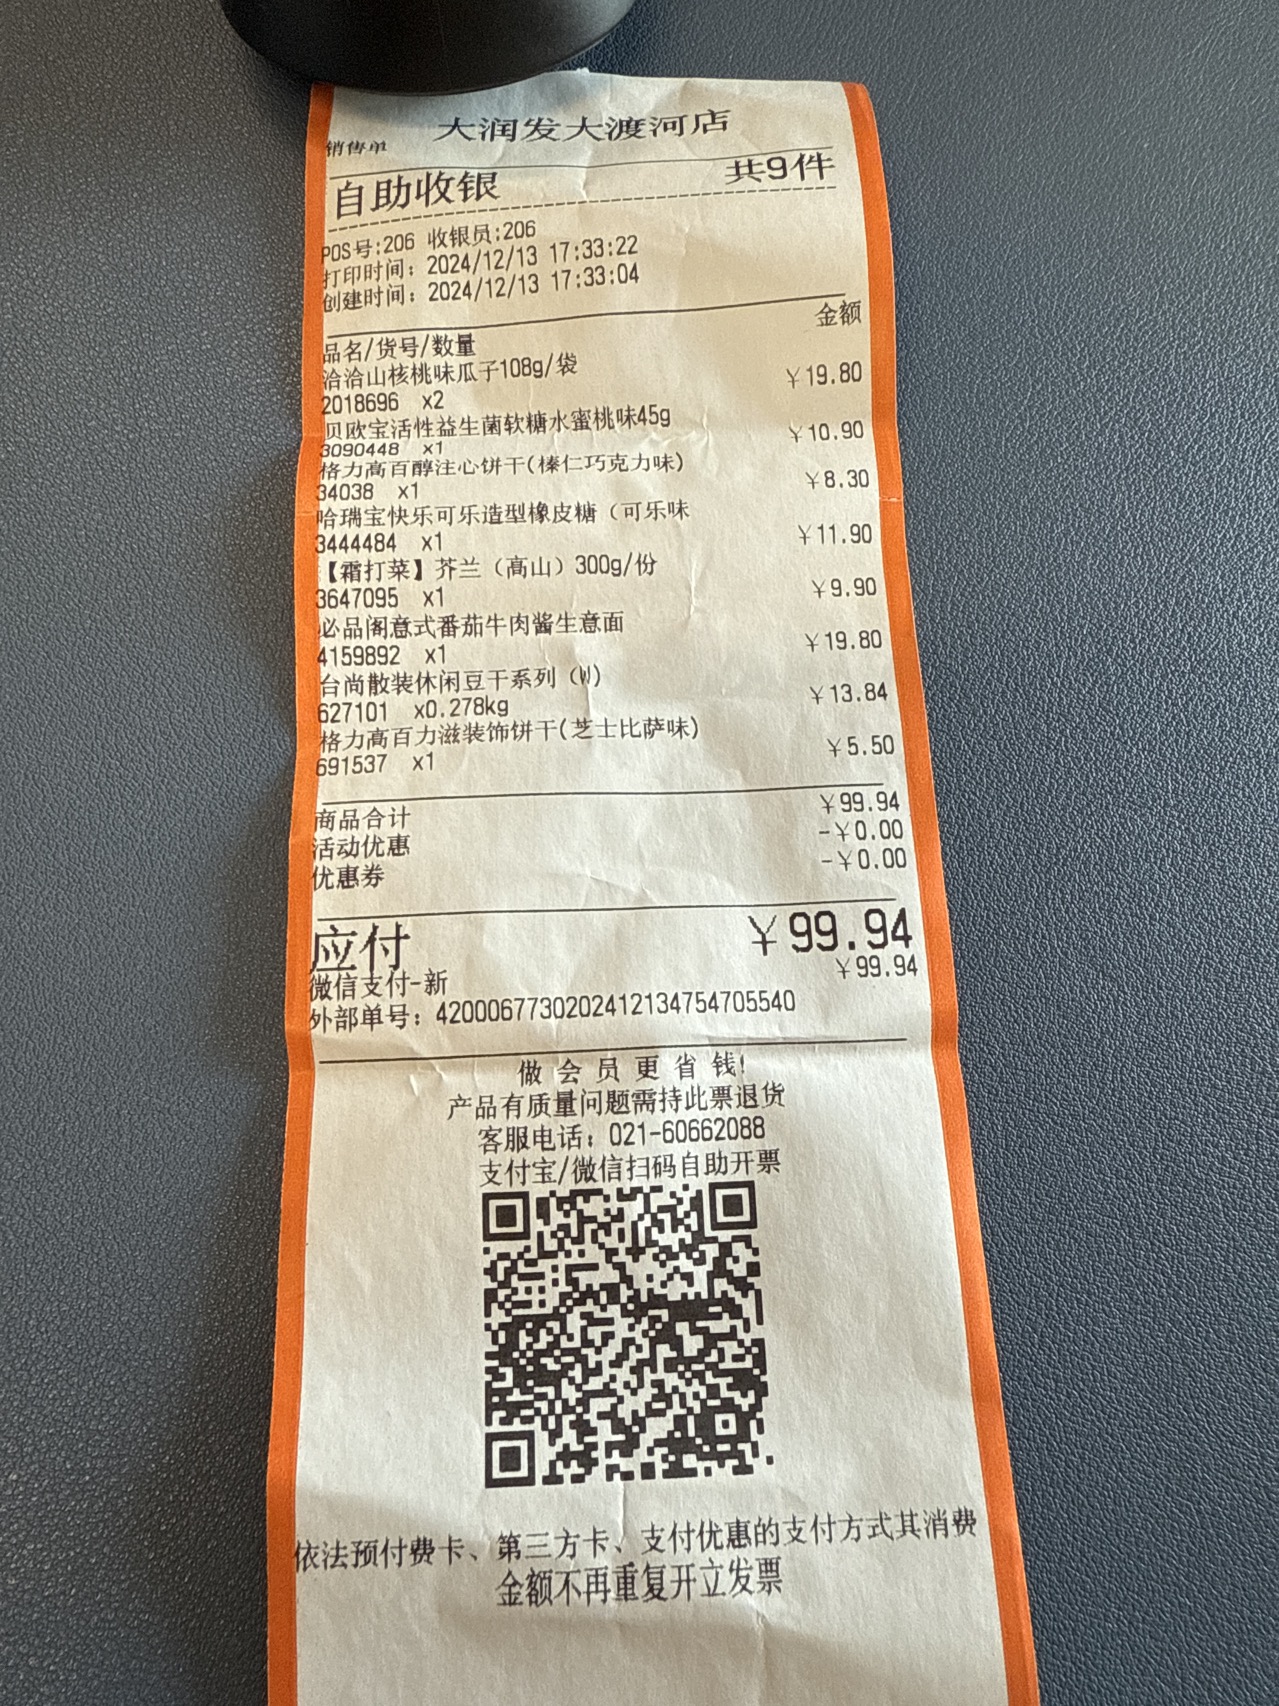 大润发大渡河店
销售单
自助收银 共9件
POS号:206 收银员:206
打印时间: 2024/12/13 17:33:22
创建时间: 2024/12/13 17:33:04
金额
品名/货号/数量
洽洽山核桃味瓜子108g/袋
2018696 x2 ￥19.80
贝欧宝活性益生菌软糖水蜜桃味45g
3090448 x1 ￥10.90
格力高百醇注心饼干(榛仁巧克力味)
34038 x1 ￥8.30
哈瑞宝快乐可乐造型橡皮糖（可乐味
3444484 x1 ￥11.90
【霜打菜】芥兰（高山）300g/份
3647095 x1 ￥9.90
必品阁意式番茄牛肉酱生意面
4159892 x1 ￥19.80
台尚散装休闲豆干系列（W）
627101 x0.278kg ￥13.84
格力高百力滋装饰饼干(芝士比萨味)
691537 x1 ￥5.50
商品合计 ￥99.94
活动优惠 -￥0.00
优惠券 -￥0.00
应付 ￥99.94
微信支付-新 ￥99.94
外部单号: 4200067730202412134754705540
做会员更省钱!
产品有质量问题需持此票退货
客服电话: 021-60662088
支付宝/微信扫码自助开票
依法预付费卡、第三方卡、支付优惠的支付方式其消费
金额不再重复开立发票